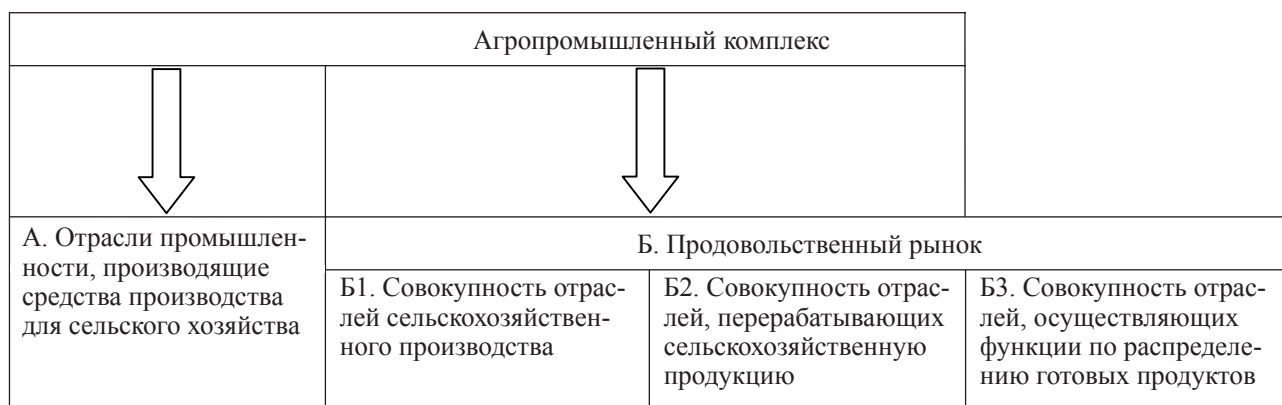 Агропромышленный комплекс
А. Отрасли промышлен-
ности, производящие
средства производства
для сельского хозяйства
Б. Продовольственный рынок
Б1. Совокупность отрас-
лей сельскохозяйствен-
ного производства
Б2. Совокупность отрас-
лей, перерабатывающих
сельскохозяйственную
продукцию
Б3. Совокупность отрас-
лей, осуществляющих
функции по распределе-
нию готовых продуктов